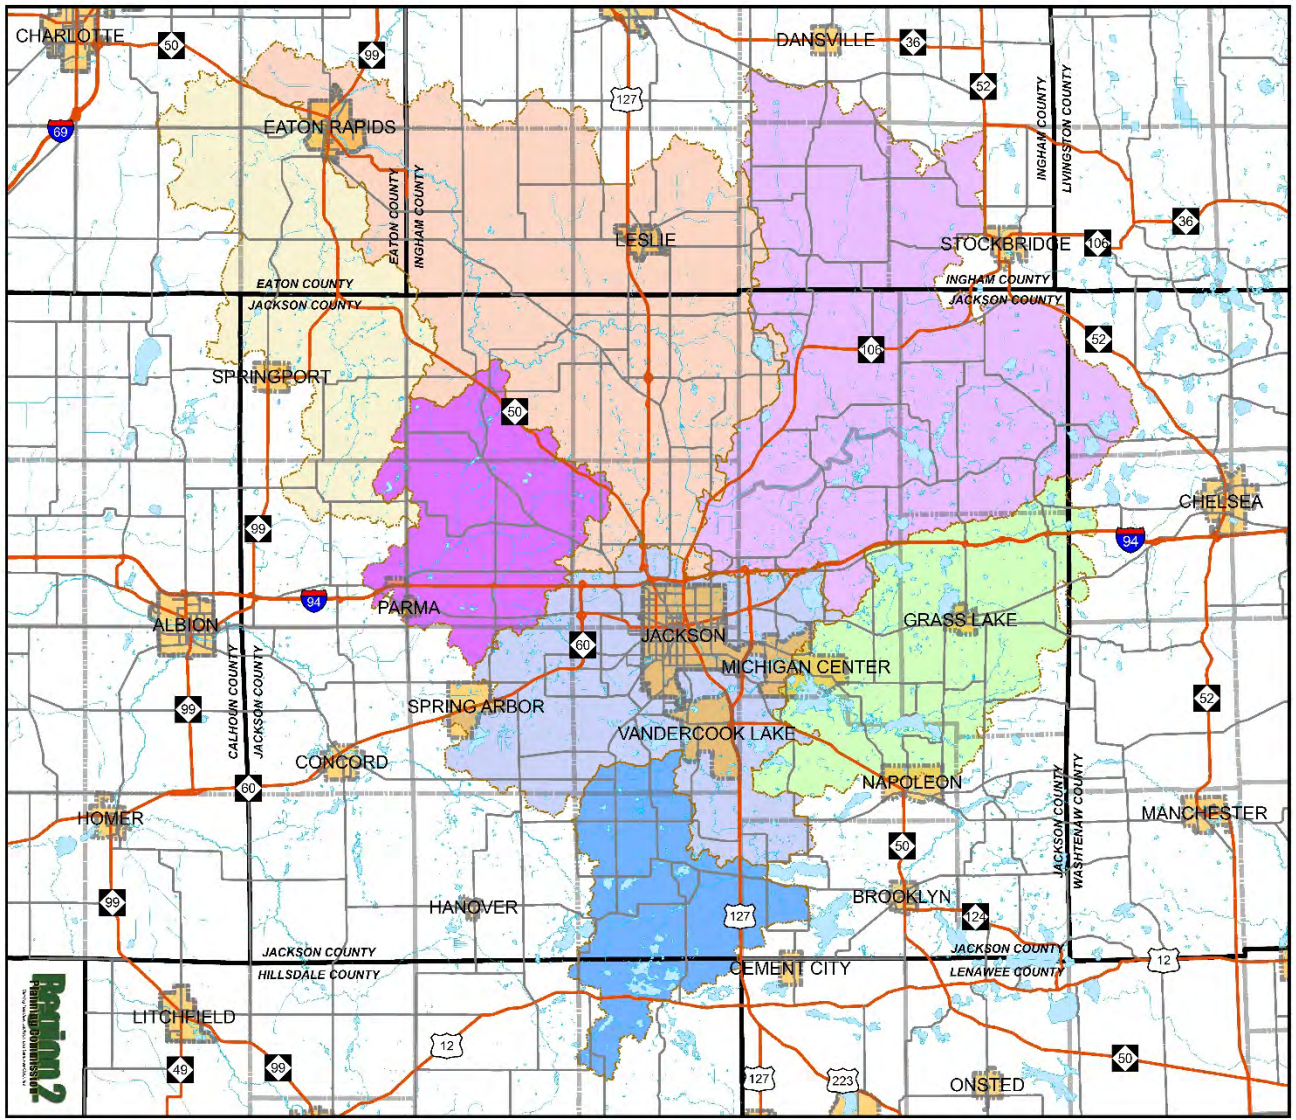 CHARLOTTE
50
99
DANSVILLE
36
127
52
69
EATON RAPIDS
INGHAM COUNTY
LIVINGSTON COUNTY
EATON COUNTY
INGHAM COUNTY
LESLIE
STOCKBRIDGE
106
36
EATON COUNTY
JACKSON COUNTY
INGHAM COUNTY
JACKSON COUNTY
52
106
SPRINGPORT
50
CHELSEA
99
94
94
PARMA
ALBION
60
JACKSON
GRASS LAKE
MICHIGAN CENTER
CALHOUN COUNTY
JACKSON COUNTY
99
SPRING ARBOR
52
VANDERCOOK LAKE
CONCORD
60
NAPOLEON
JACKSON COUNTY
WASHTENAW COUNTY
HOMER
MANCHESTER
50
99
HANOVER
BROOKLYN
124
127
JACKSON COUNTY
HILLSDALE COUNTY
JACKSON COUNTY
LENAWEE COUNTY
12
CEMENT CITY
Region 2
Planning Commission
LITCHFIELD
12
49
99
127
223
50
ONSTED